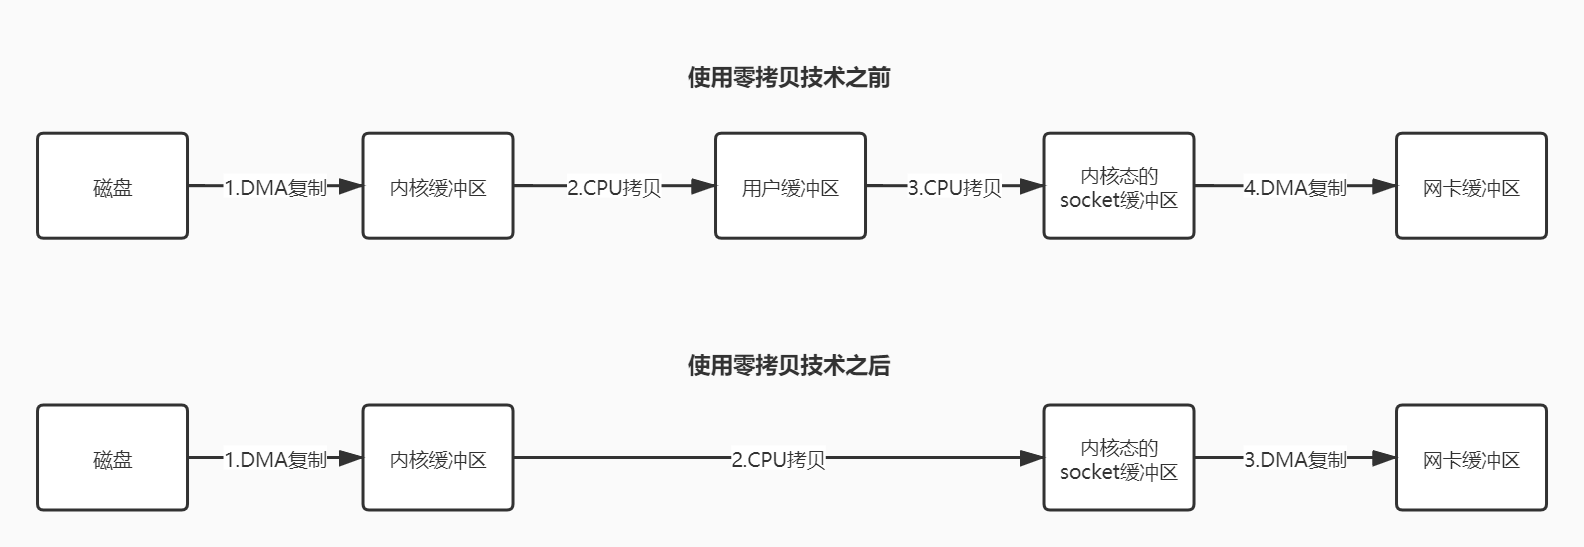 使用零拷贝技术之前
磁盘
1.DMA复制
内核缓冲区
2.CPU拷贝
用户缓冲区
3.CPU拷贝
内核态的
socket缓冲区
4.DMA复制
网卡缓冲区
使用零拷贝技术之后
磁盘
1.DMA复制
内核缓冲区
2.CPU拷贝
内核态的
socket缓冲区
3.DMA复制
网卡缓冲区